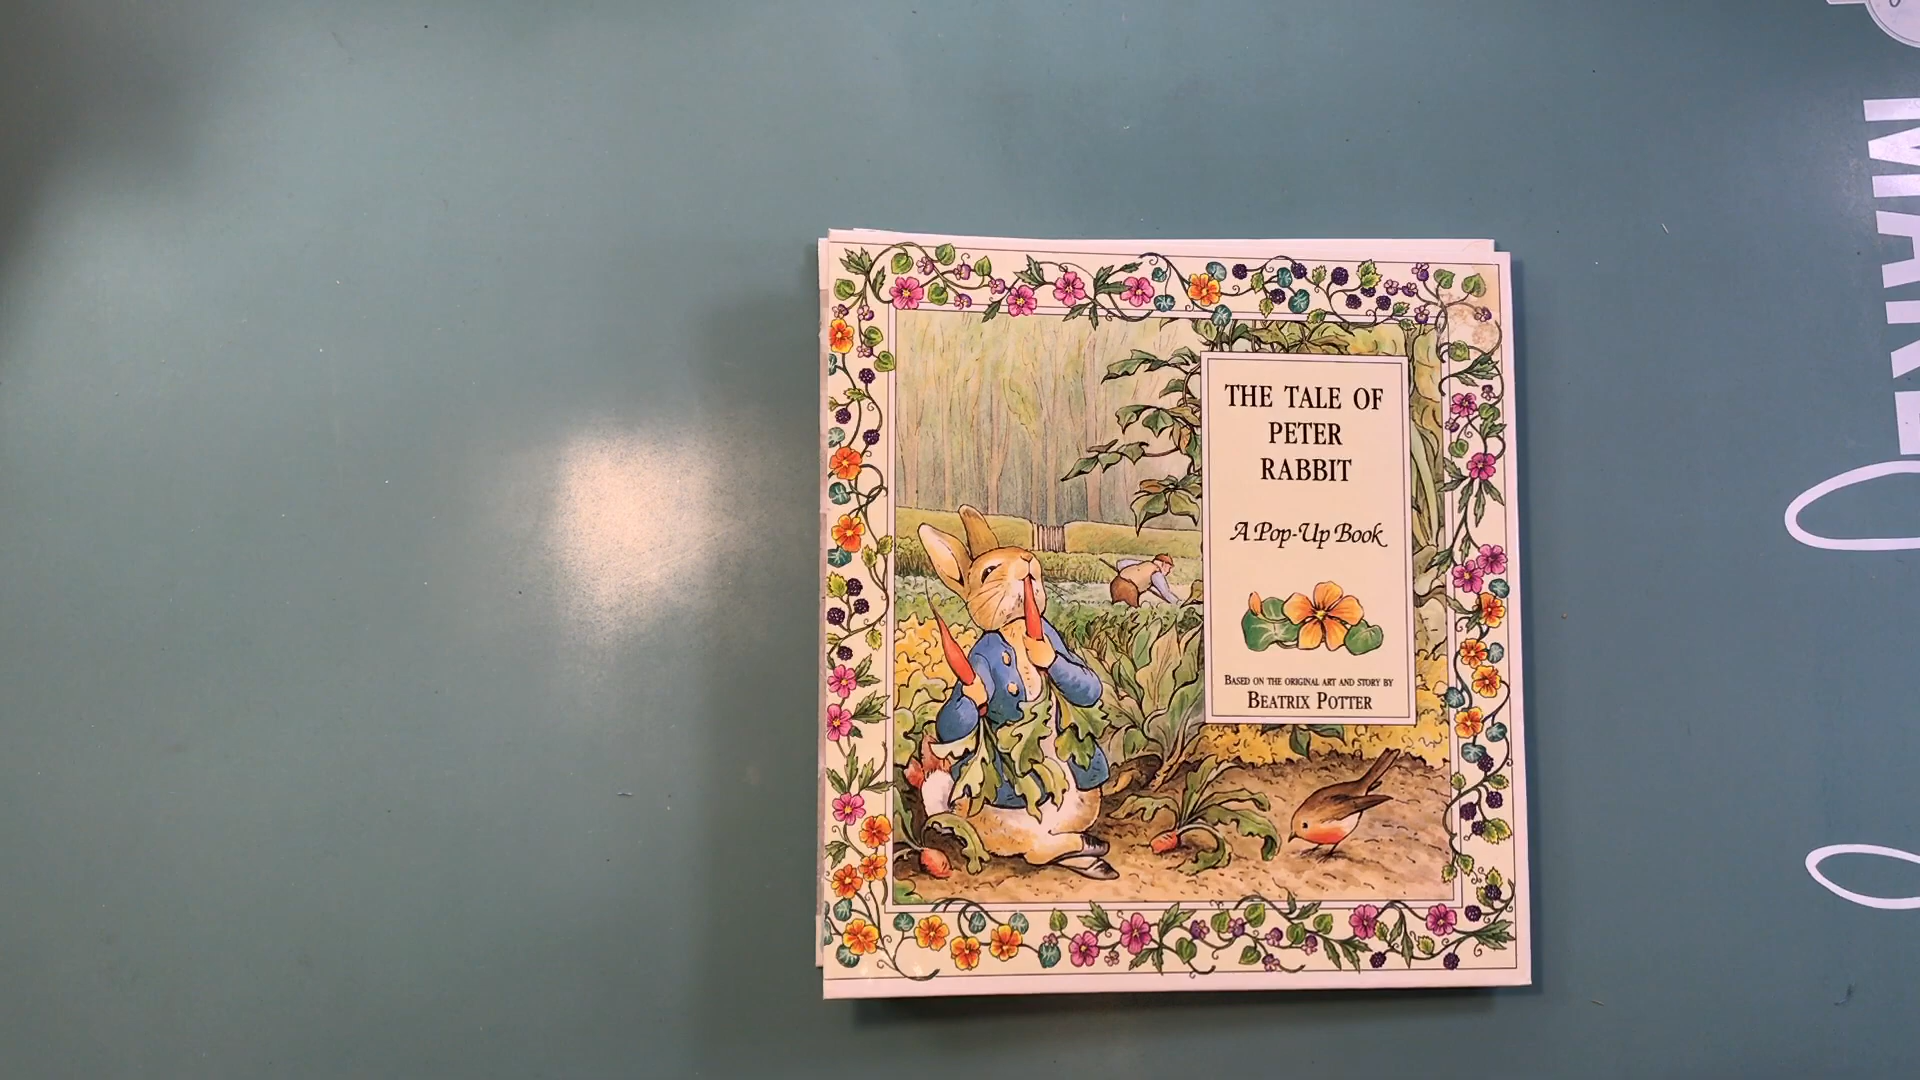 THE TALE OF
PETER
RABBIT
A Pop-Up Book
BASED ON THE ORIGINAL ART AND STORY BY
BEATRIX POTTER